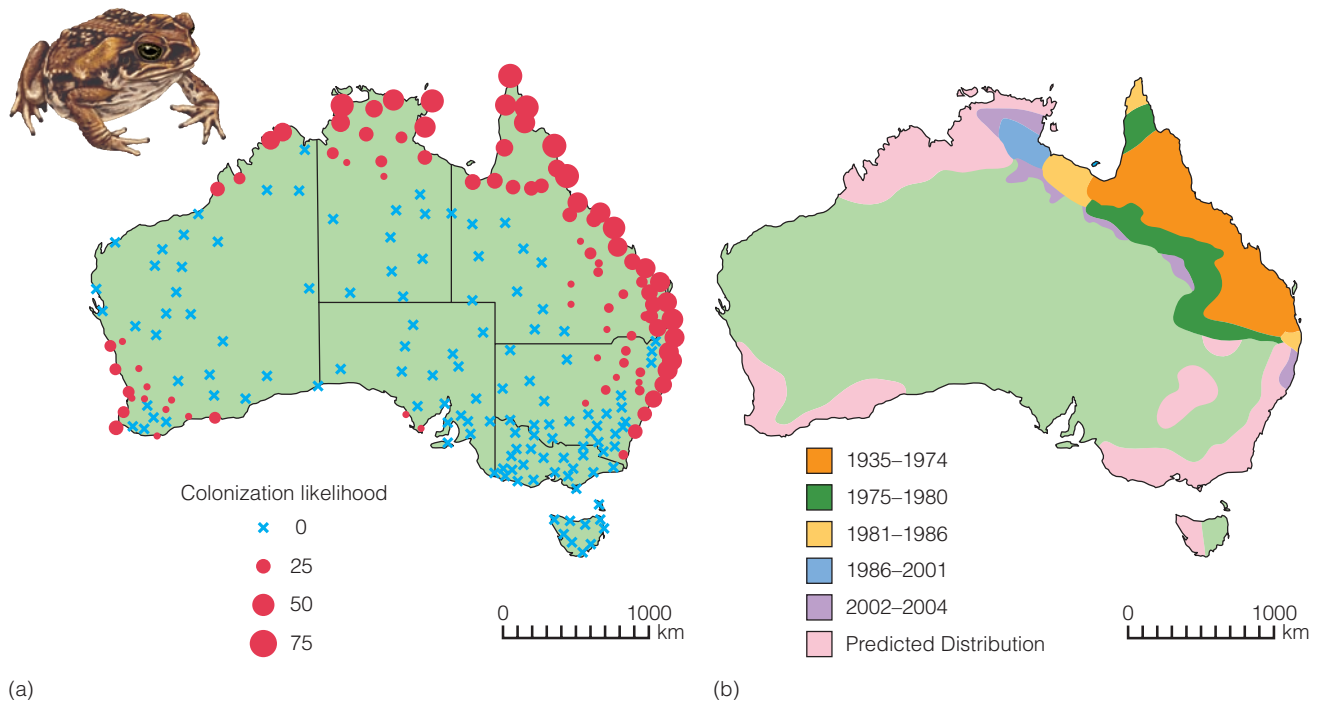 Colonization likelihood
0
25
50
75
0 1000
km
(a)
1935–1974
1975–1980
1981–1986
1986–2001
2002–2004
Predicted Distribution
0 1000
km
(b)